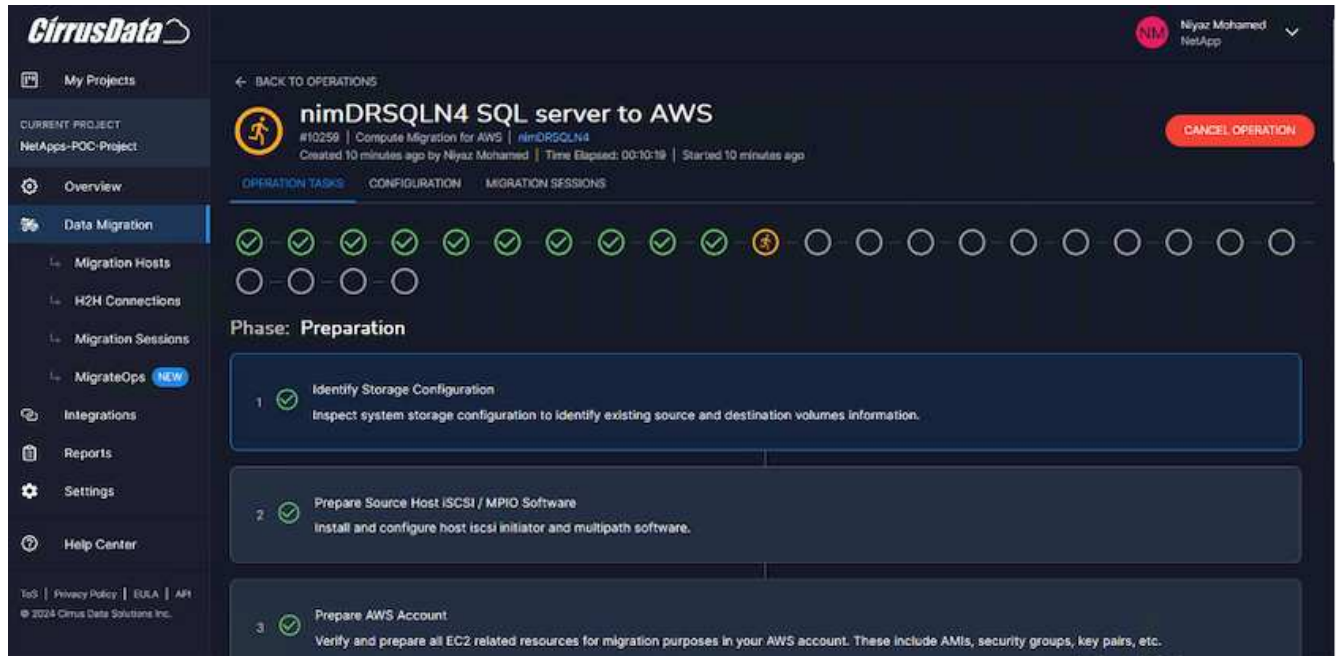 CirrusData
NM
Niyaz Mohamed
NetApp
My Projects
CURRENT PROJECT
NetApps-POC-Project
Overview
Data Migration
Migration Hosts
H2H Connections
Migration Sessions
MigrateOps NEW
Integrations
Reports
Settings
Help Center
ToS | Privacy Policy | EULA | API
© 2024 Cirrus Data Solutions Inc.
← BACK TO OPERATIONS
nimDRSQLN4 SQL server to AWS
#10259 | Compute Migration for AWS | nimDRSQLN4
Created 10 minutes ago by Niyaz Mohamed | Time Elapsed: 00:10:19 | Started 10 minutes ago
CANCEL OPERATION
OPERATION TASKS CONFIGURATION MIGRATION SESSIONS
Phase: Preparation
1 Identify Storage Configuration
Inspect system storage configuration to identify existing source and destination volumes information.
2 Prepare Source Host iSCSI / MPIO Software
Install and configure host iscsi initiator and multipath software.
3 Prepare AWS Account
Verify and prepare all EC2 related resources for migration purposes in your AWS account. These include AMIs, security groups, key pairs, etc.